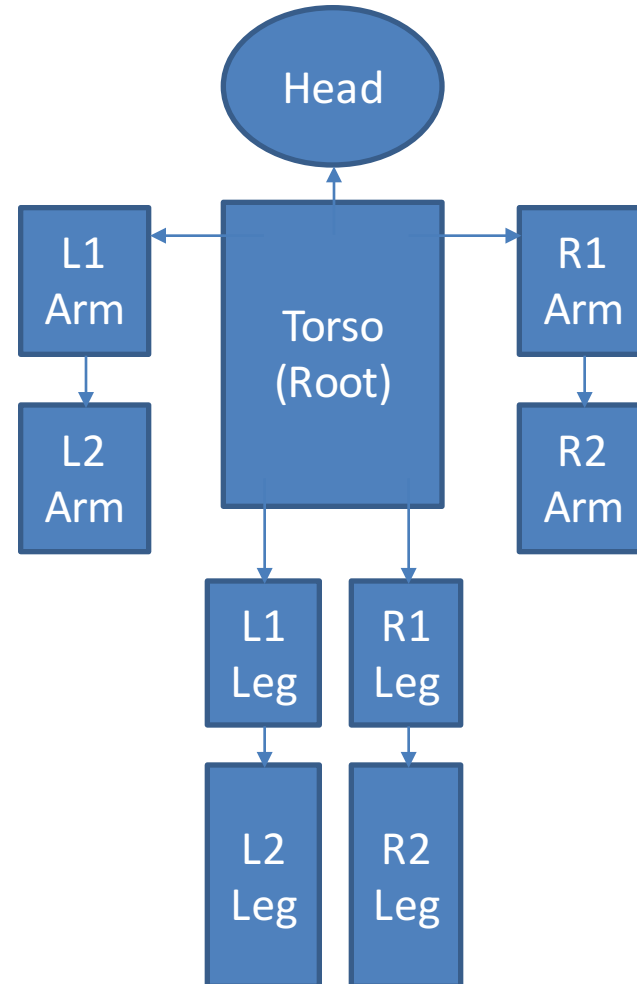 Head
L1
Arm
Torso
(Root)
R1
Arm
L2
Arm
R2
Arm
L1
Leg
R1
Leg
L2
Leg
R2
Leg